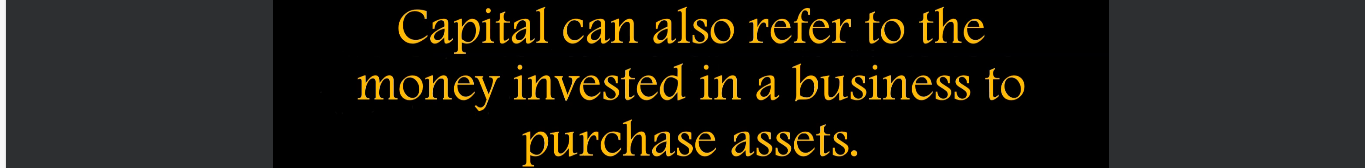 Capital can also refer to the
money invested in a business to
purchase assets.